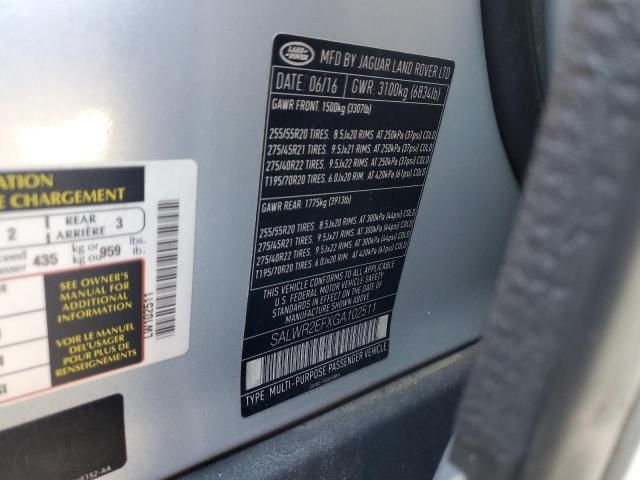 LAND ROVER
MFD BY JAGUAR LAND ROVER LTD
DATE: 06/16 GWR: 3100kg (6834lb)
GAWR FRONT. 1500kg (3307lb)
255/55R20 TIRES. 8.5Jx20 RIMS. AT 250kPa (37psi) COLD
275/45R21 TIRES. 9.5Jx21 RIMS. AT 250kPa (37psi) COLD
275/40R22 TIRES. 9.5Jx22 RIMS. AT 250kPa (37psi) COLD
T195/70R20 TIRES. 6.0Jx20 RIM. AT 420kPa (61psi) COLD
GAWR REAR. 1775kg (3913lb)
255/55R20 TIRES. 8.5Jx20 RIMS. AT 300kPa (44psi) COLD
275/45R21 TIRES. 9.5Jx21 RIMS. AT 300kPa (44psi) COLD
275/40R22 TIRES. 9.5Jx22 RIMS. AT 300kPa (44psi) COLD
T195/70R20 TIRES. 6.0Jx20 RIM. AT 420kPa (61psi) COLD
THIS VEHICLE CONFORMS TO ALL APPLICABLE
U.S. FEDERAL MOTOR VEHICLE SAFETY
STANDARDS IN EFFECT ON THE DATE OF
MANUFACTURE SHOWN ABOVE.
SALWR2EFXGA102511
TYPE: MULTI-PURPOSE PASSENGER VEHICLE
ATION
E CHARGEMENT
2 REAR ARRIÈRE 3
435 kg or kg ou 959 lbs. lb.
SEE OWNER'S
MANUAL FOR
ADDITIONAL
INFORMATION
VOIR LE MANUEL
DU PROPRIÉTAIRE
POUR PLUS DE
RENSEIGNEMENTS
LW102511